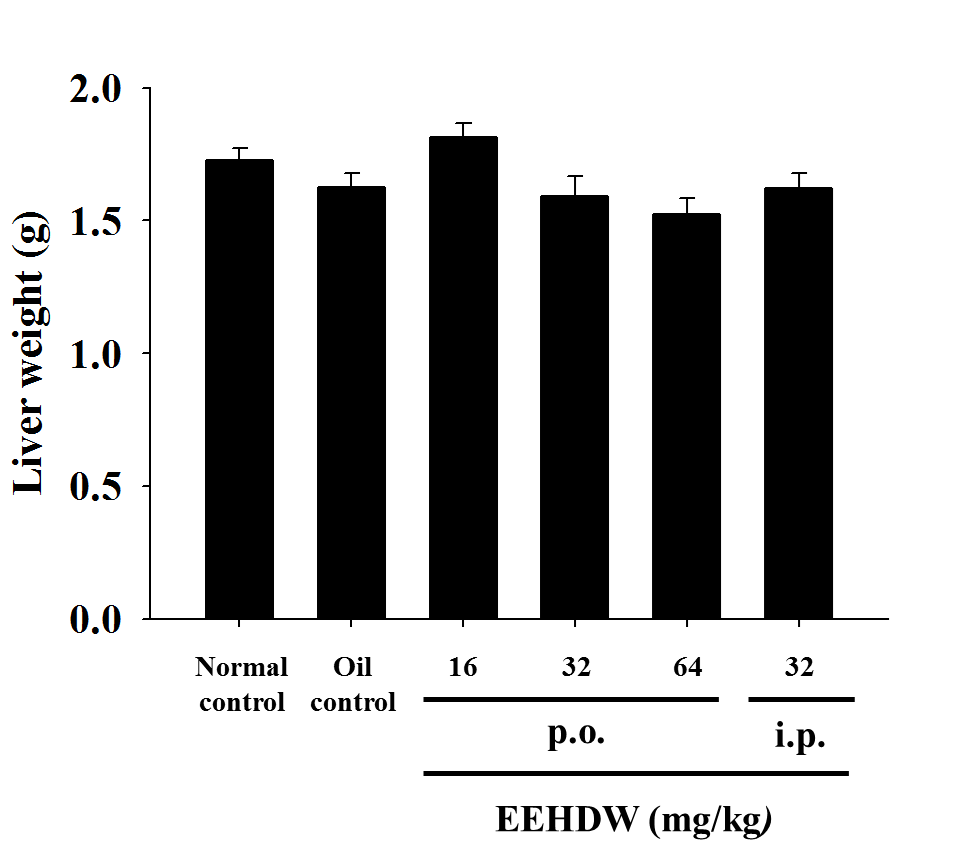 2.0
1.5
1.0
0.5
0.0
Liver weight (g)
Normal control
Oil control
16
32
64
32
p.o.
i.p.
EEHDW (mg/kg)